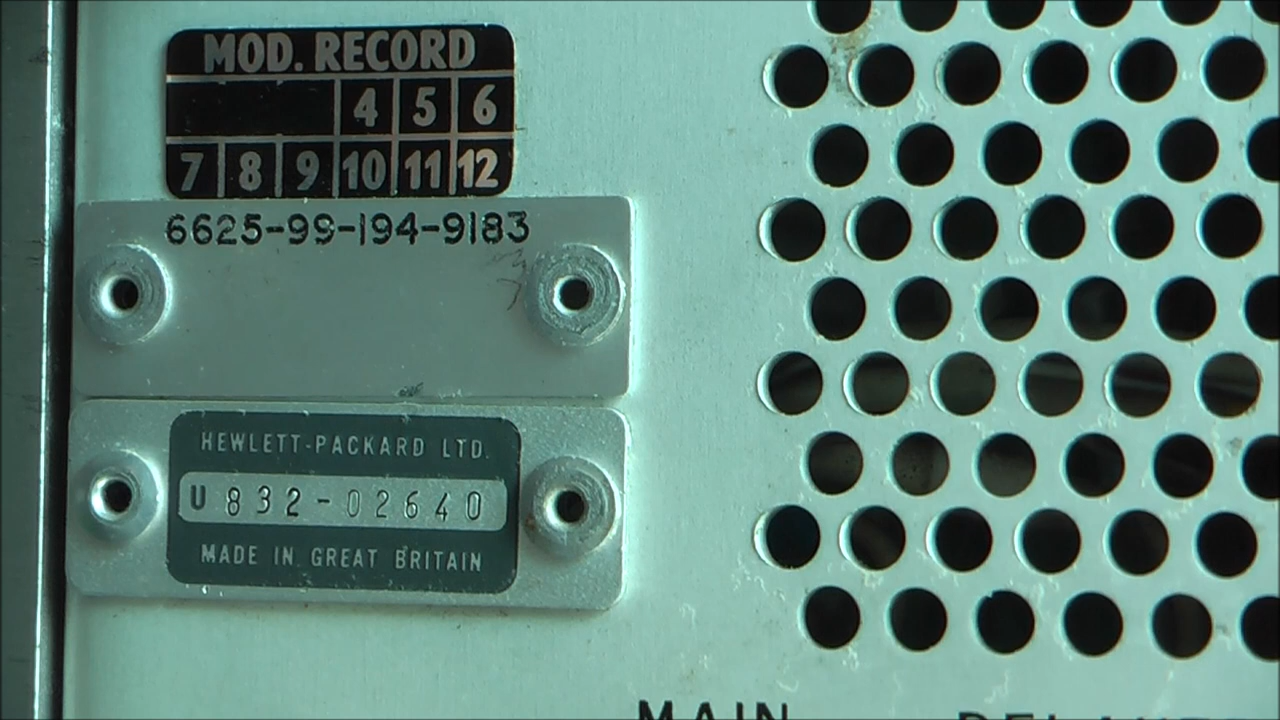 MOD. RECORD
4 5 6
7 8 9 10 11 12
6625-99-194-9183
HEWLETT-PACKARD LTD.
U 832-02640
MADE IN GREAT BRITAIN
MAIN